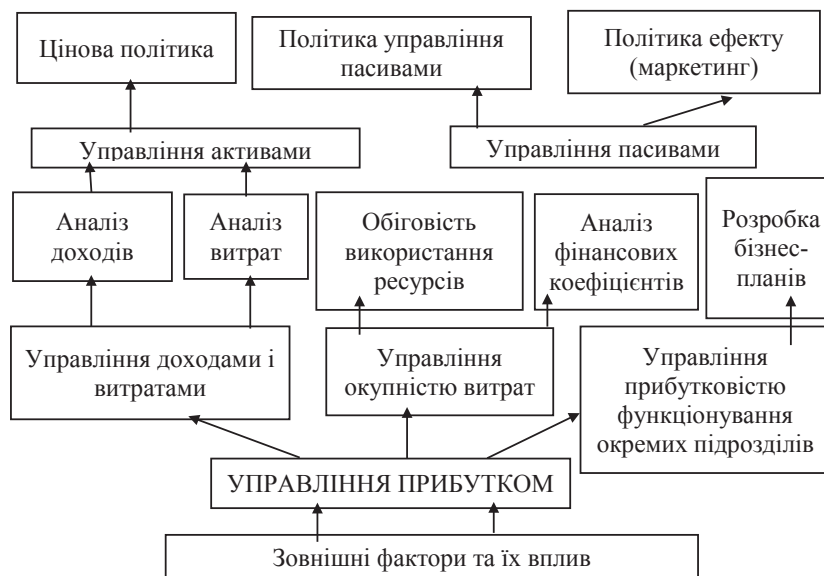 Цінова політика
Політика управління
пасивами
Політика ефекту
(маркетинг)
Управління активами
Управління пасивами
Аналіз
доходів
Аналіз
витрат
Обіговість
використання
ресурсів
Аналіз
фінансових
коефіцієнтів
Розробка
бізнес-
планів
Управління доходами і
витратами
Управління
окупністю витрат
Управління
прибутковістю
функціонування
окремих підрозділів
УПРАВЛІННЯ ПРИБУТКОМ
Зовнішні фактори та їх вплив